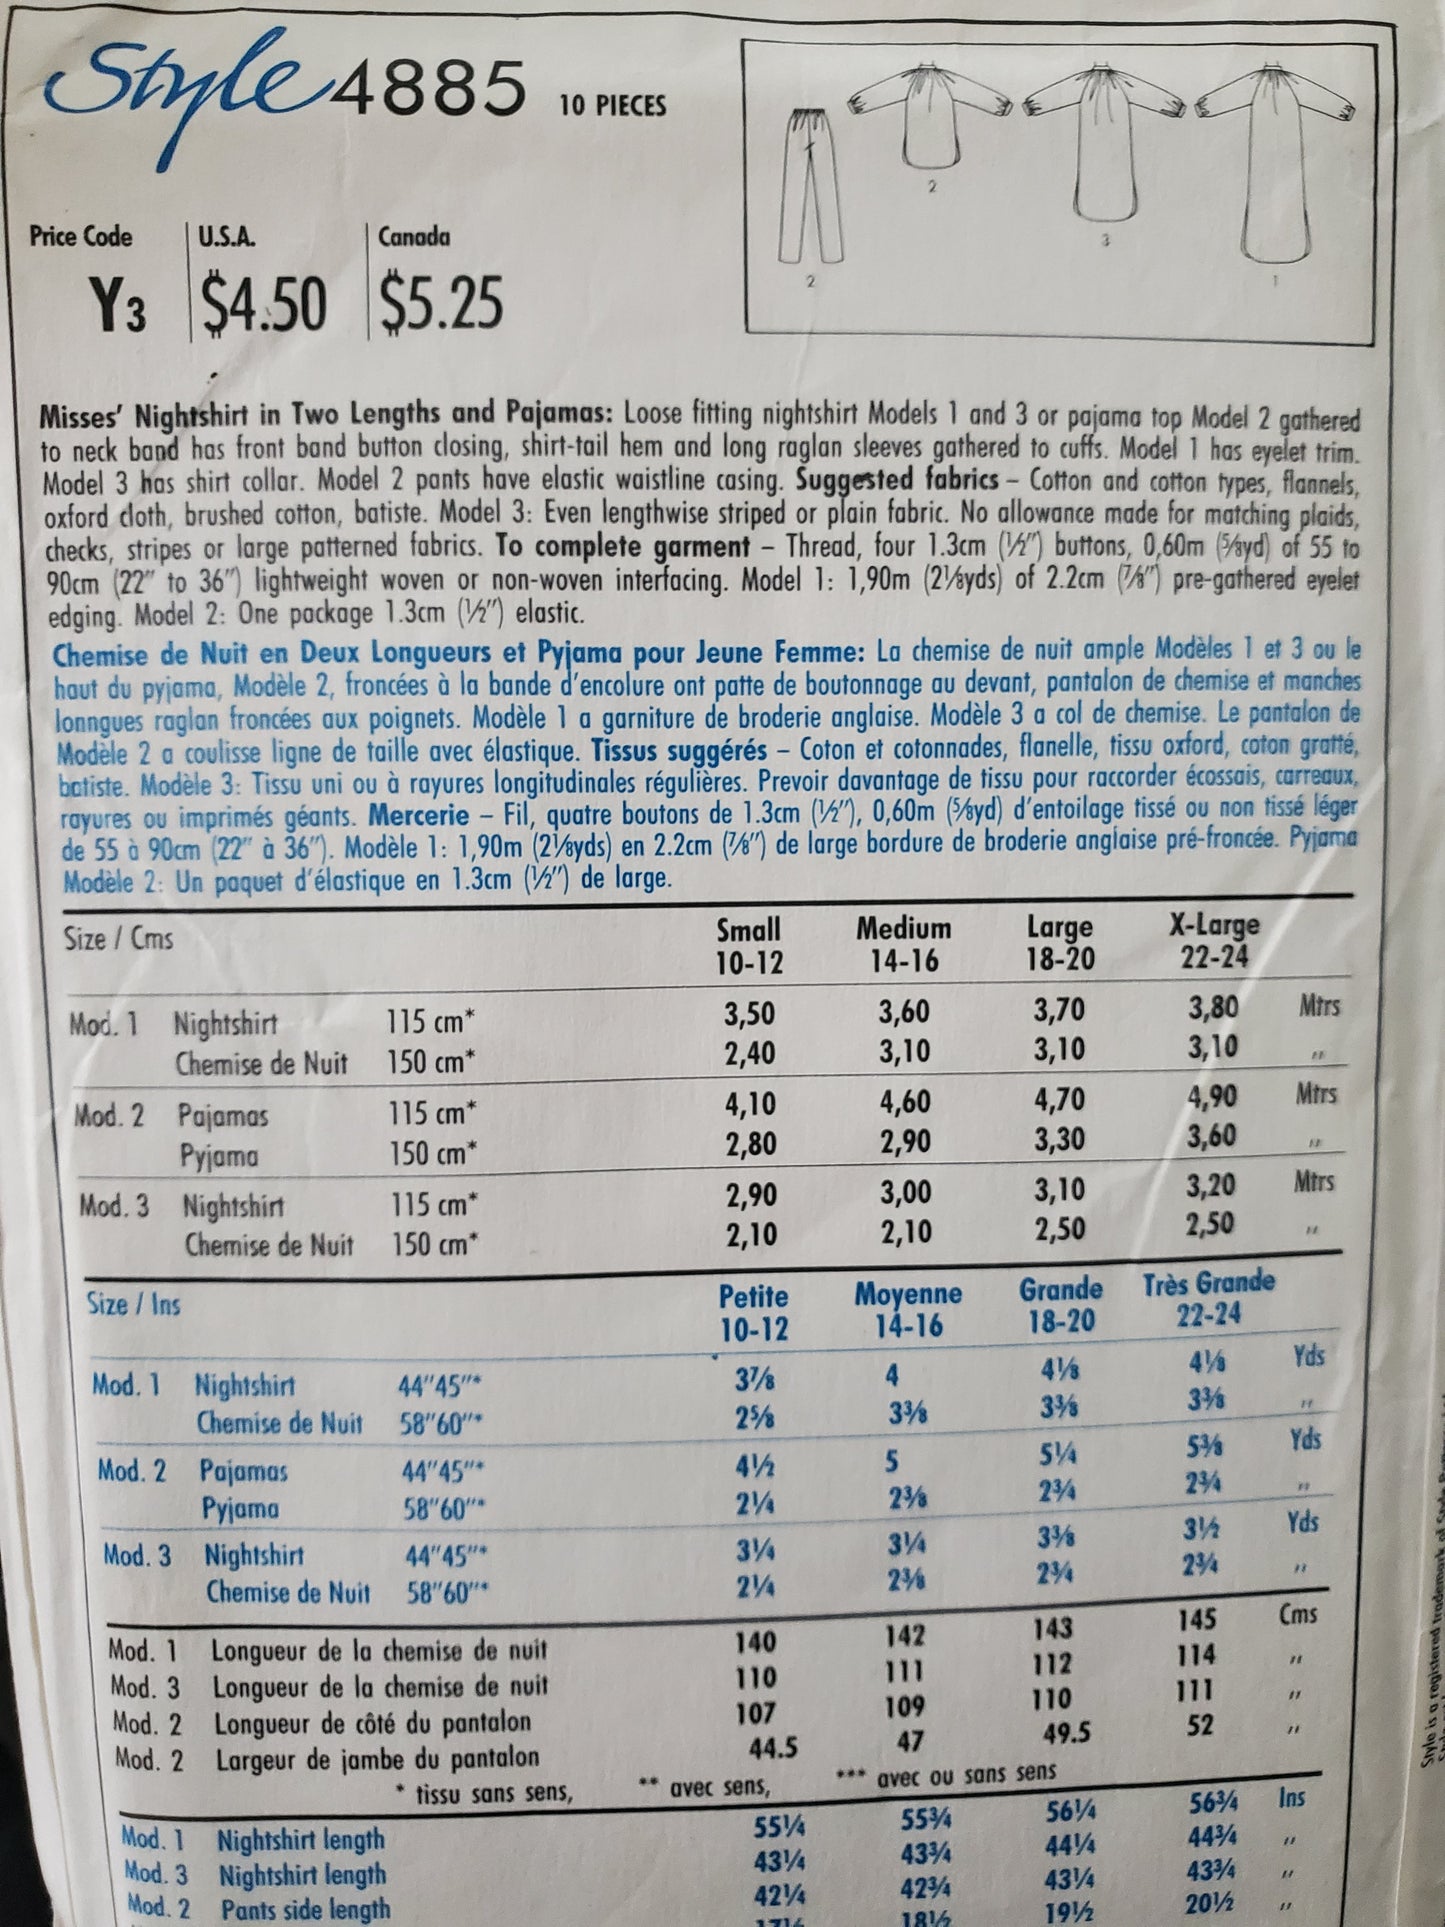 Style 4885 10 PIECES
Price Code U.S.A. Canada
Y3 $4.50 $5.25
2 2 3 1
Misses' Nightshirt in Two Lengths and Pajamas: Loose fitting nightshirt Models 1 and 3 or pajama top Model 2 gathered
to neck band has front band button closing, shirt-tail hem and long raglan sleeves gathered to cuffs. Model 1 has eyelet trim.
Model 3 has shirt collar. Model 2 pants have elastic waistline casing. Suggested fabrics – Cotton and cotton types, flannels,
oxford cloth, brushed cotton, batiste. Model 3: Even lengthwise striped or plain fabric. No allowance made for matching plaids,
checks, stripes or large patterned fabrics. To complete garment – Thread, four 1.3cm (½") buttons, 0,60m (⅝yd) of 55 to
90cm (22" to 36") lightweight woven or non-woven interfacing. Model 1: 1,90m (2⅛yds) of 2.2cm (⅞") pre-gathered eyelet
edging. Model 2: One package 1.3cm (½") elastic.
Chemise de Nuit en Deux Longueurs et Pyjama pour Jeune Femme: La chemise de nuit ample Modèles 1 et 3 ou le
haut du pyjama, Modèle 2, froncées à la bande d'encolure ont patte de boutonnage au devant, pantalon de chemise et manches
lonngues raglan froncées aux poignets. Modèle 1 a garniture de broderie anglaise. Modèle 3 a col de chemise. Le pantalon de
Modèle 2 a coulisse ligne de taille avec élastique. Tissus suggérés – Coton et cotonnades, flanelle, tissu oxford, coton gratté,
batiste. Modèle 3: Tissu uni ou à rayures longitudinales régulières. Prevoir davantage de tissu pour raccorder écossais, carreaux,
rayures ou imprimés géants. Mercerie – Fil, quatre boutons de 1.3cm (½"), 0,60m (⅝yd) d'entoilage tissé ou non tissé léger
de 55 à 90cm (22" à 36"). Modèle 1: 1,90m (2⅛yds) en 2.2cm (⅞") de large bordure de broderie anglaise pré-froncée. Pyjama
Modèle 2: Un paquet d'élastique en 1.3cm (½") de large.
Size / Cms Small Medium Large X-Large
10-12 14-16 18-20 22-24
Mod. 1 Nightshirt 115 cm* 3,50 3,60 3,70 3,80 Mtrs
Chemise de Nuit 150 cm* 2,40 3,10 3,10 3,10 "
Mod. 2 Pajamas 115 cm* 4,10 4,60 4,70 4,90 Mtrs
Pyjama 150 cm* 2,80 2,90 3,30 3,60 "
Mod. 3 Nightshirt 115 cm* 2,90 3,00 3,10 3,20 Mtrs
Chemise de Nuit 150 cm* 2,10 2,10 2,50 2,50 "
Size / Ins Petite Moyenne Grande Très Grande
10-12 14-16 18-20 22-24
Mod. 1 Nightshirt 44"45"* 3⅞ 4 4⅛ 4⅛ Yds
Chemise de Nuit 58"60"* 2⅝ 3⅜ 3⅜ 3⅜ "
Mod. 2 Pajamas 44"45"* 4½ 5 5¼ 5⅜ Yds
Pyjama 58"60"* 2¼ 2⅜ 2¾ 2¾ "
Mod. 3 Nightshirt 44"45"* 3¼ 3¼ 3⅜ 3½ Yds
Chemise de Nuit 58"60"* 2¼ 2⅜ 2¾ 2¾ "
Mod. 1 Longueur de la chemise de nuit 140 142 143 145 Cms
Mod. 3 Longueur de la chemise de nuit 110 111 112 114 "
Mod. 2 Longueur de côté du pantalon 107 109 110 111 "
Mod. 2 Largeur de jambe du pantalon 44.5 47 49.5 52 "
* tissu sans sens, ** avec sens, *** avec ou sans sens
Mod. 1 Nightshirt length 55¼ 55¾ 56¼ 56¾ Ins
Mod. 3 Nightshirt length 43¼ 43¾ 44¼ 44¾ "
Mod. 2 Pants side length 42¼ 42¾ 43¼ 43¾ "
17½ 18½ 19½ 20½ "
Style is a registered trademark of